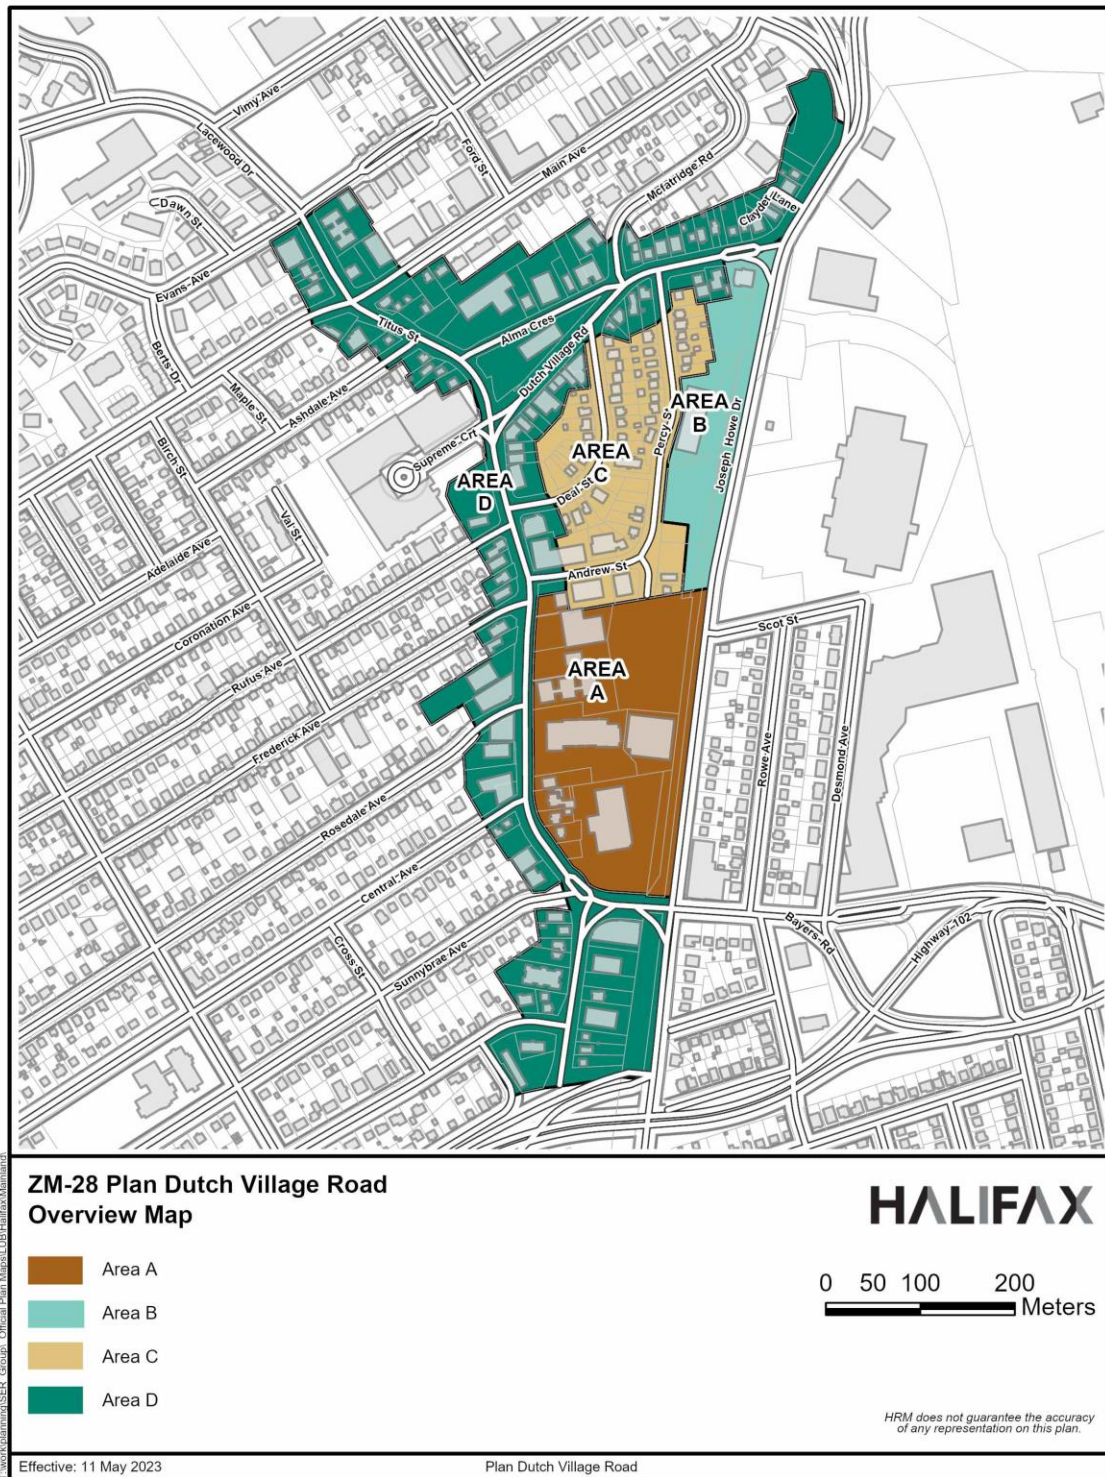 Vimy Ave
Lacewood Dr
Ford St
Main Ave
Mcfatridge Rd
Dawn St
Claydet Lane
Evans Ave
Titus St
Alma Cres
Dutch Village Rd
Berts Dr
Maple St
Ashdale Ave
Percy St
AREA
B
Joseph Howe Dr
Birch St
Supreme Crt
AREA
C
AREA
D
Deal St
Val St
Adelaide Ave
Andrew St
Coronation Ave
Scot St
AREA
A
Rufus Ave
Frederick Ave
Rowe Ave
Desmond Ave
Rosedale Ave
Central Ave
Cross St
Sunnybrae Ave
Bayers Rd
Highway 102
ZM-28 Plan Dutch Village Road
Overview Map
HALIFAX
Area A
Area B
Area C
Area D
0 50 100 200
Meters
HRM does not guarantee the accuracy
of any representation on this plan.
Effective: 11 May 2023
Plan Dutch Village Road